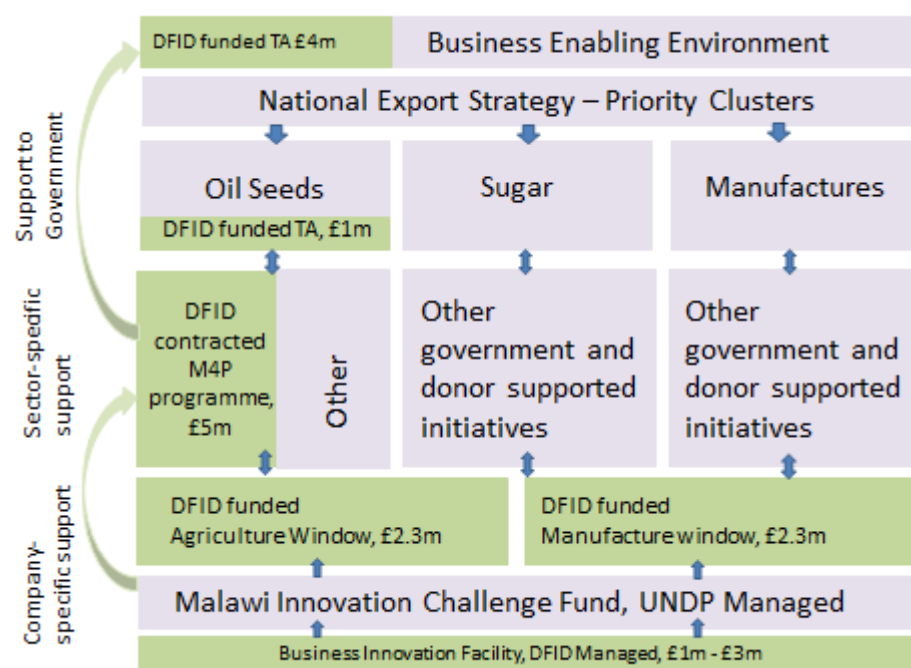 DFID funded TA £4m
Business Enabling Environment
National Export Strategy – Priority Clusters
Support to
Government
Oil Seeds
DFID funded TA, £1m
Sugar
Manufactures
Sector-specific
support
DFID
contracted
M4P
programme,
£5m
Other
Other
government and
donor supported
initiatives
Other
government and
donor supported
initiatives
Company-
specific support
DFID funded
Agriculture Window, £2.3m
DFID funded
Manufacture window, £2.3m
Malawi Innovation Challenge Fund, UNDP Managed
Business Innovation Facility, DFID Managed, £1m - £3m